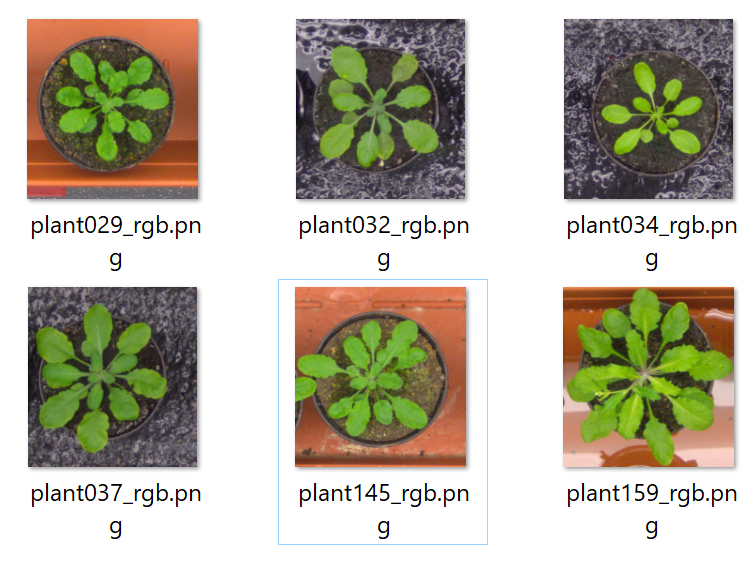 plant029_rgb.pn
g
plant032_rgb.pn
g
plant034_rgb.pn
g
plant037_rgb.pn
g
plant145_rgb.pn
g
plant159_rgb.pn
g